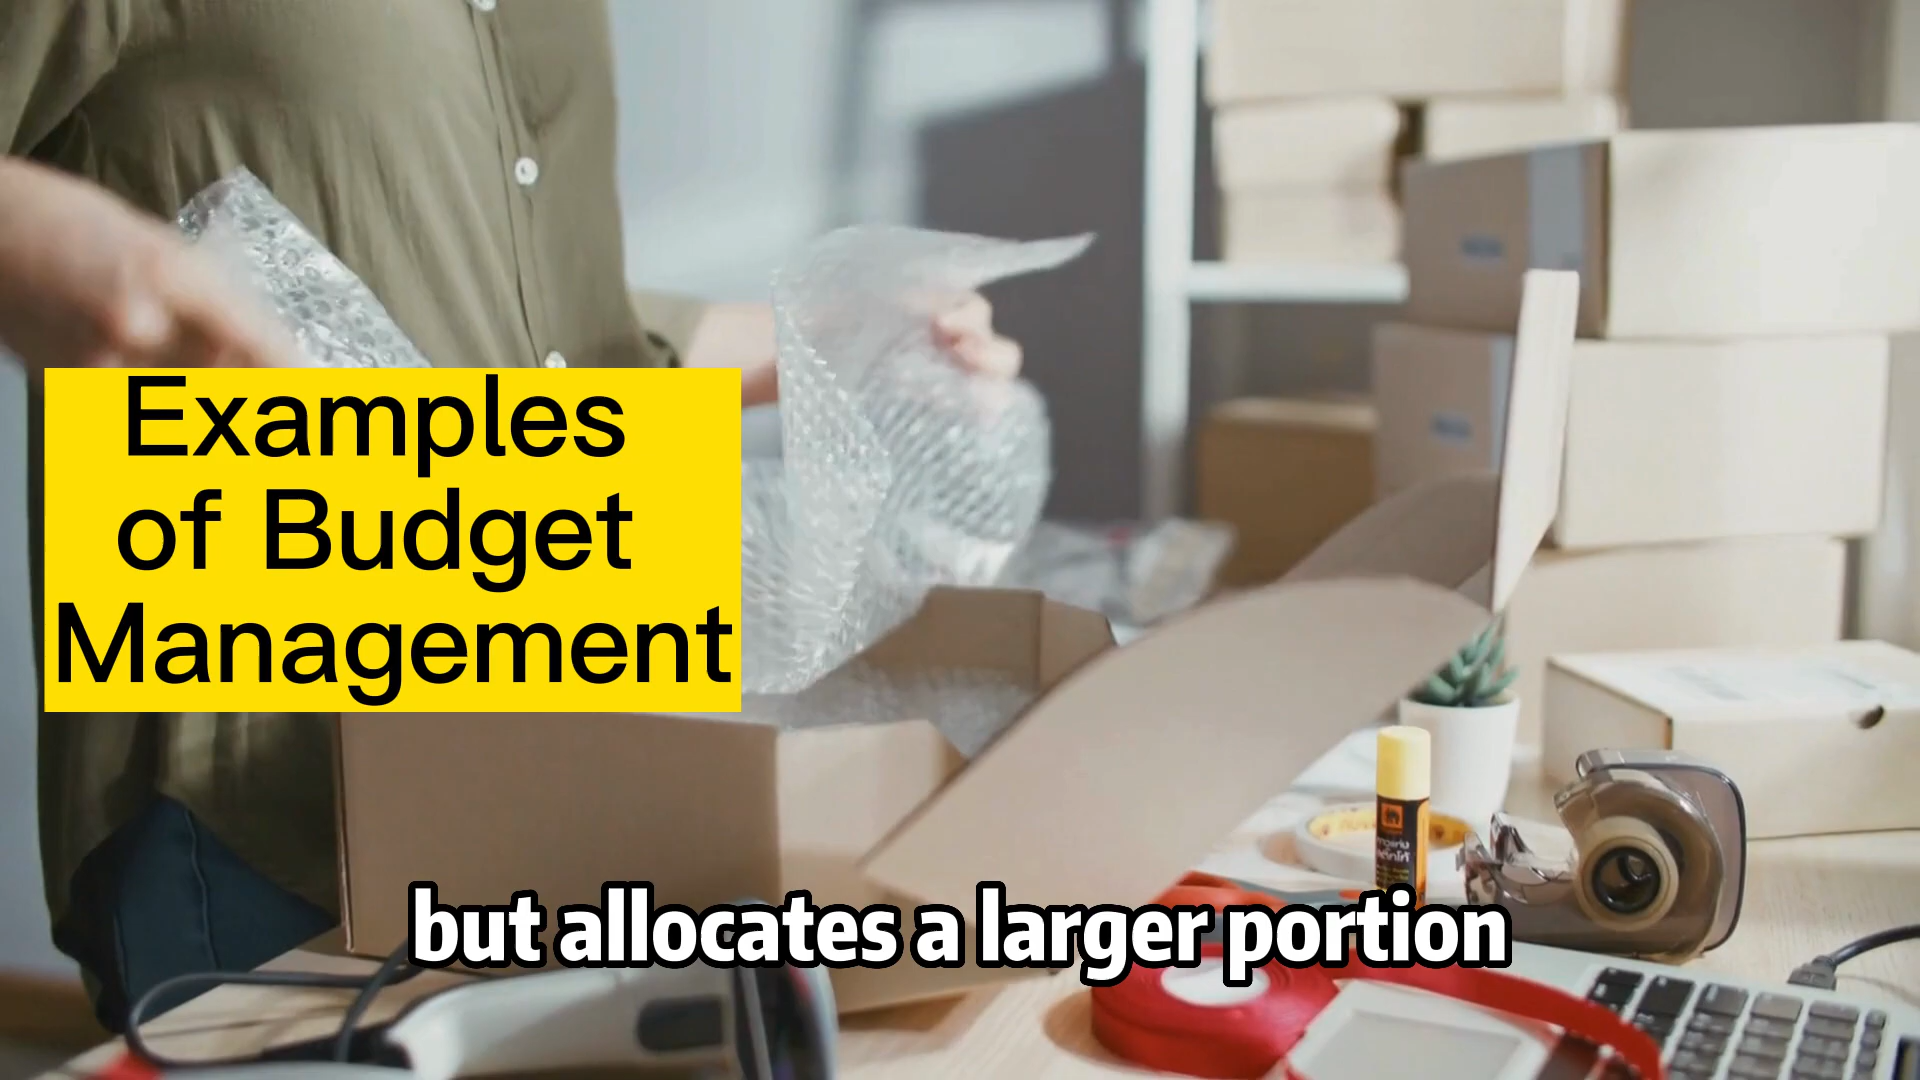 Examples
of Budget
Management
but allocates a larger portion